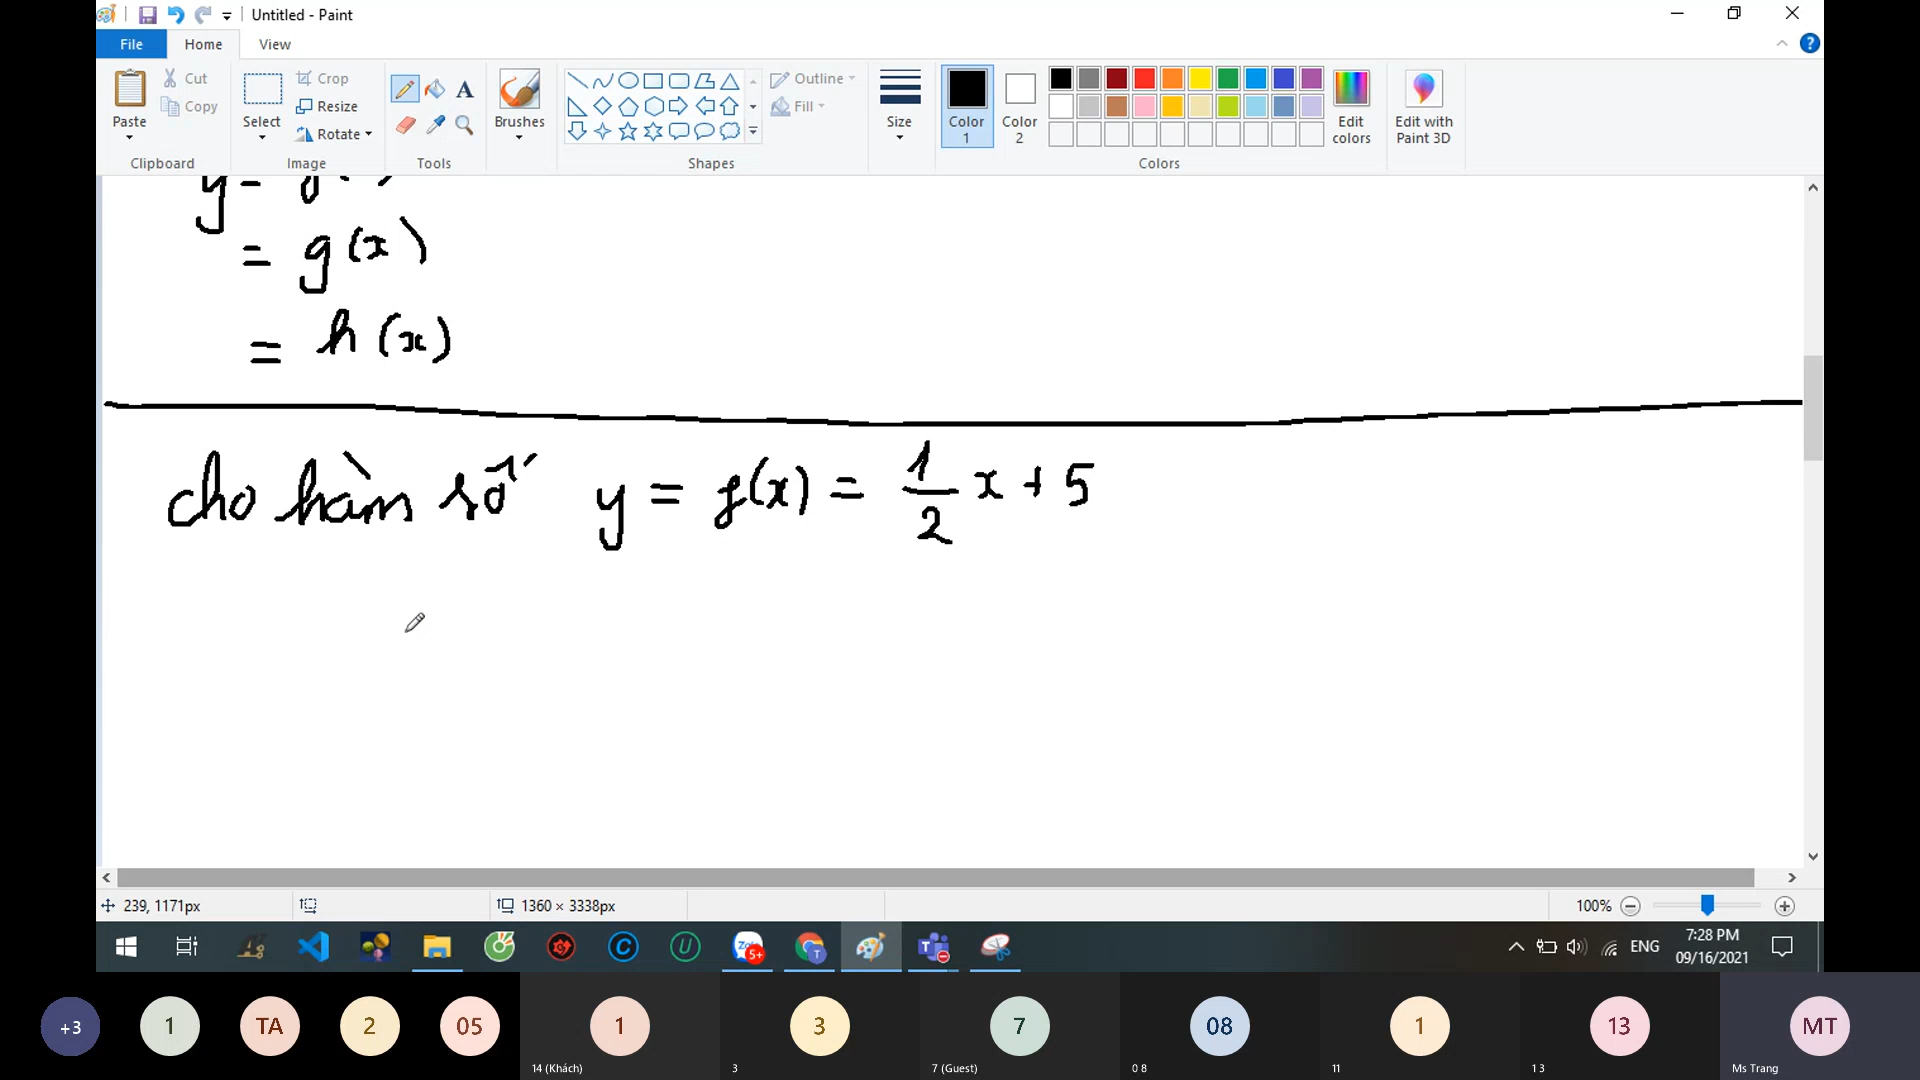 Untitled - Paint
File Home View
Paste
Cut
Copy
Clipboard
Select
Crop
Resize
Rotate
Image
Tools
Brushes
Shapes
Outline
Fill
Size
Color 1
Color 2
Colors
Edit colors
Edit with Paint 3D
y =
= g(x)
= h(x)
cho hàm số y = f(x) = 1/2 x + 5
239, 1171px
1360 × 3338px
100%
ENG
7:28 PM
09/16/2021
5+
+3 1 TA 2 05 1 3 7 08 1 13 MT
14 (Khách) 3 7 (Guest) 0 8 11 1 3 Ms Trang